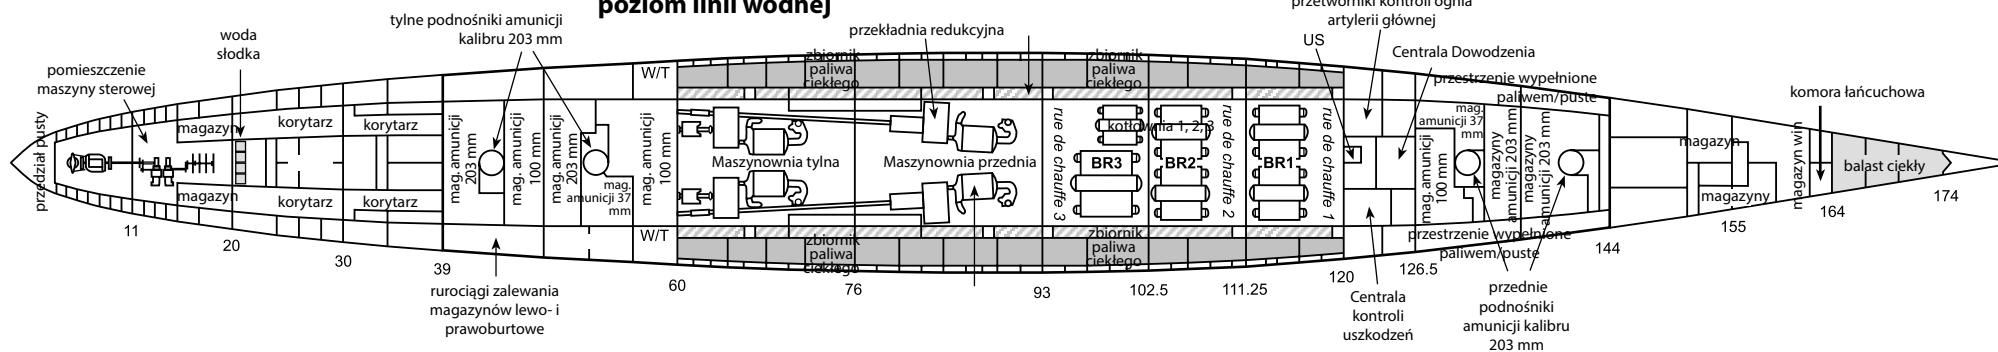 poziom linii wodnej
przetworniki kontroli ognia
artylerii głównej
tylne podnośniki amunicji
kalibru 203 mm
przekładnia redukcyjna
woda
słodka
US
Centrala Dowodzenia
pomieszczenie
maszyny sterowej
przestrzenie wypełnione
paliwem/puste
komora łańcuchowa
W/T
zbiornik
paliwa
ciekłego
zbiornik
paliwa
ciekłego
przedział pusty
magazyn
korytarz
korytarz
mag. amunicji
203 mm
mag. amunicji
100 mm
mag. amunicji
203 mm
mag.
amunicji 37
mm
mag. amunicji
100 mm
Maszynownia tylna
Maszynownia przednia
rue de chauffe 3
kotłownia 1, 2, 3
BR3
BR2
rue de chauffe 2
BR1
rue de chauffe 1
mag.
amunicji 37
mm
mag. amunicji
100 mm
magazyny
amunicji 203 mm
magazyny
amunicji 203 mm
magazyn
magazyny
magazyn win
balast ciekły
magazyn
korytarz
korytarz
W/T
zbiornik
paliwa
ciekłego
zbiornik
paliwa
ciekłego
przestrzenie wypełnione
paliwem/puste
11
20
30
39
60
76
93
102.5
111.25
120
126.5
144
155
164
174
rurociągi zalewania
magazynów lewo- i
prawoburtowe
Centrala
kontroli
uszkodzeń
przednie
podnośniki
amunicji kalibru
203 mm